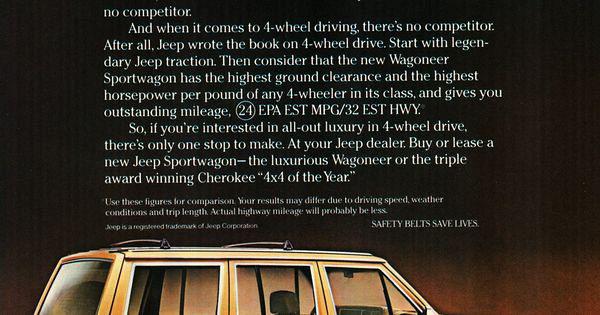 no competitor.
And when it comes to 4-wheel driving, there's no competitor.
After all, Jeep wrote the book on 4-wheel drive. Start with legen-
dary Jeep traction. Then consider that the new Wagoneer
Sportwagon has the highest ground clearance and the highest
horsepower per pound of any 4-wheeler in its class, and gives you
outstanding mileage, 24 EPA EST MPG/32 EST HWY.*
So, if you're interested in all-out luxury in 4-wheel drive,
there's only one stop to make. At your Jeep dealer. Buy or lease a
new Jeep Sportwagon—the luxurious Wagoneer or the triple
award winning Cherokee "4x4 of the Year."
*Use these figures for comparison. Your results may differ due to driving speed, weather
conditions and trip length. Actual highway mileage will probably be less.
Jeep is a registered trademark of Jeep Corporation.
SAFETY BELTS SAVE LIVES.